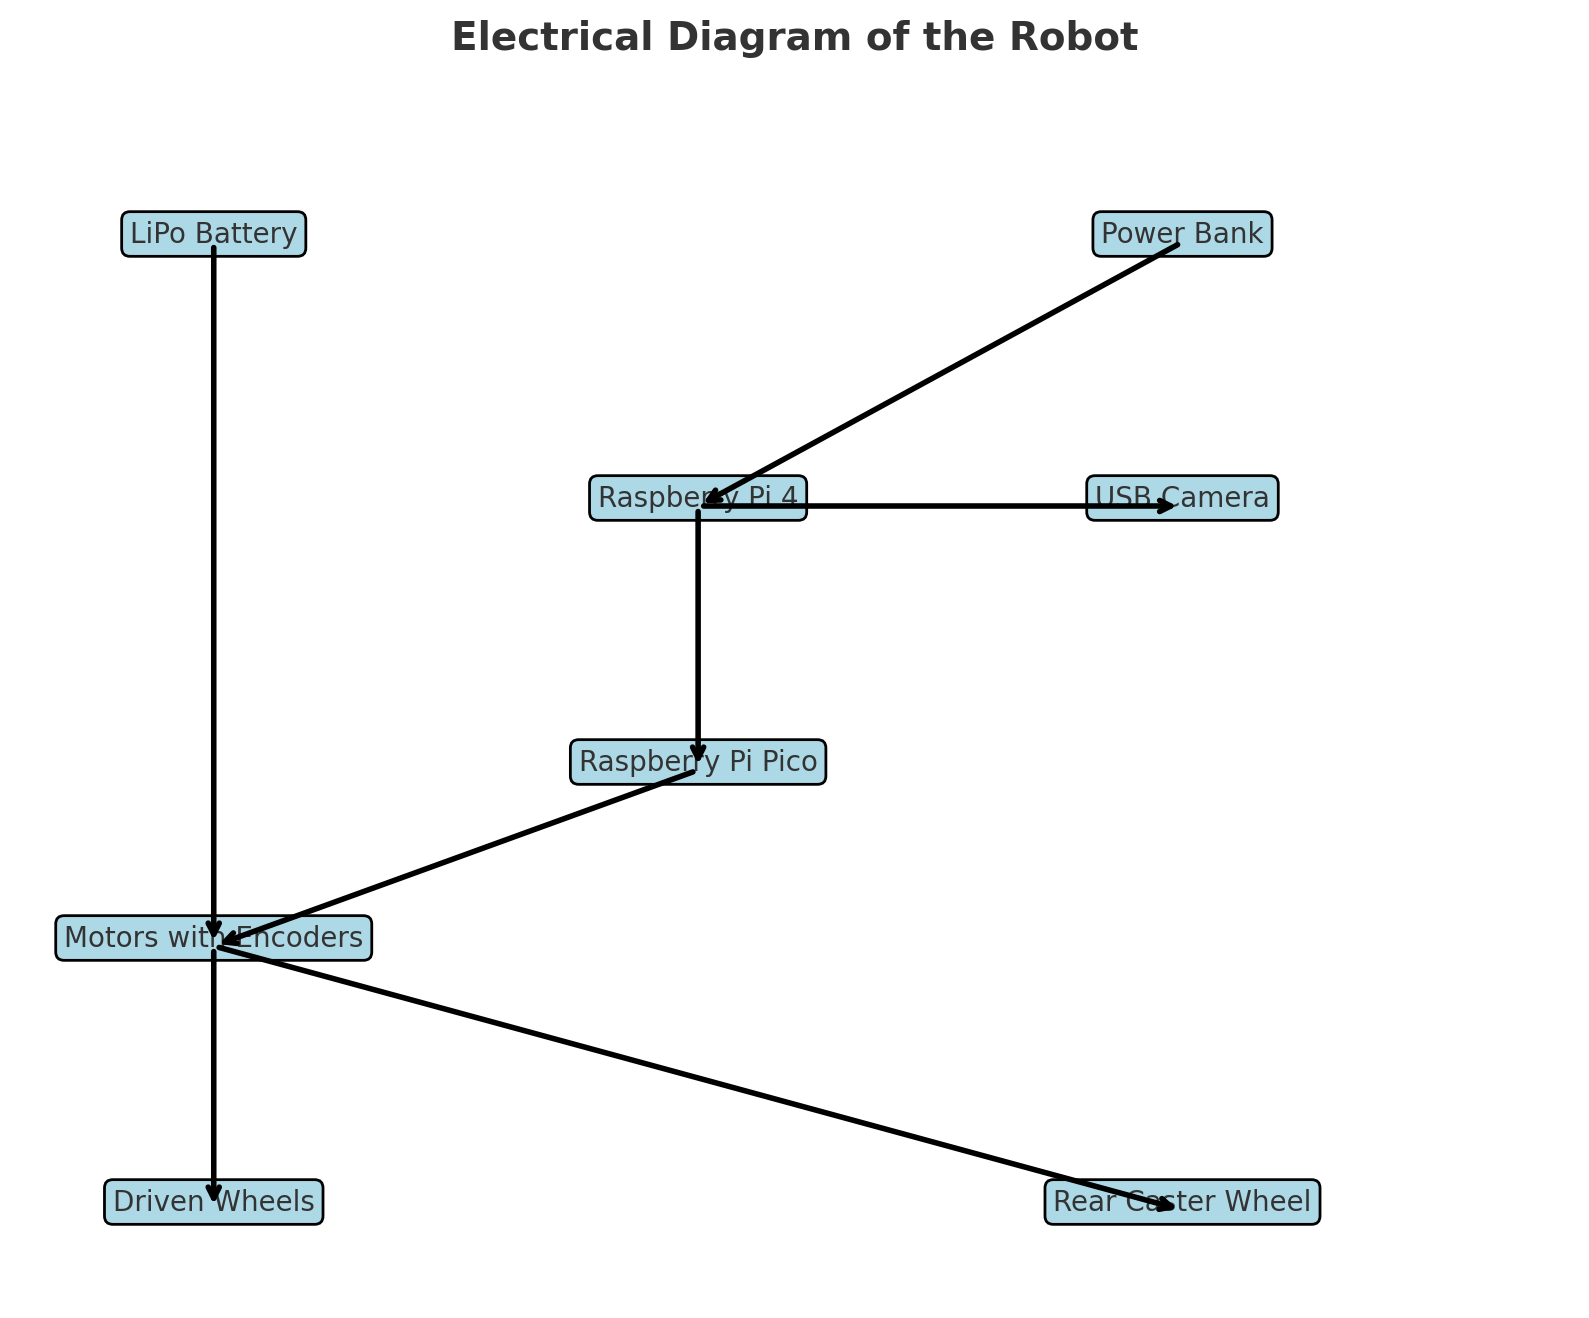 Electrical Diagram of the Robot
LiPo Battery
Power Bank
Raspberry Pi 4
USB Camera
Raspberry Pi Pico
Motors with Encoders
Driven Wheels
Rear Caster Wheel